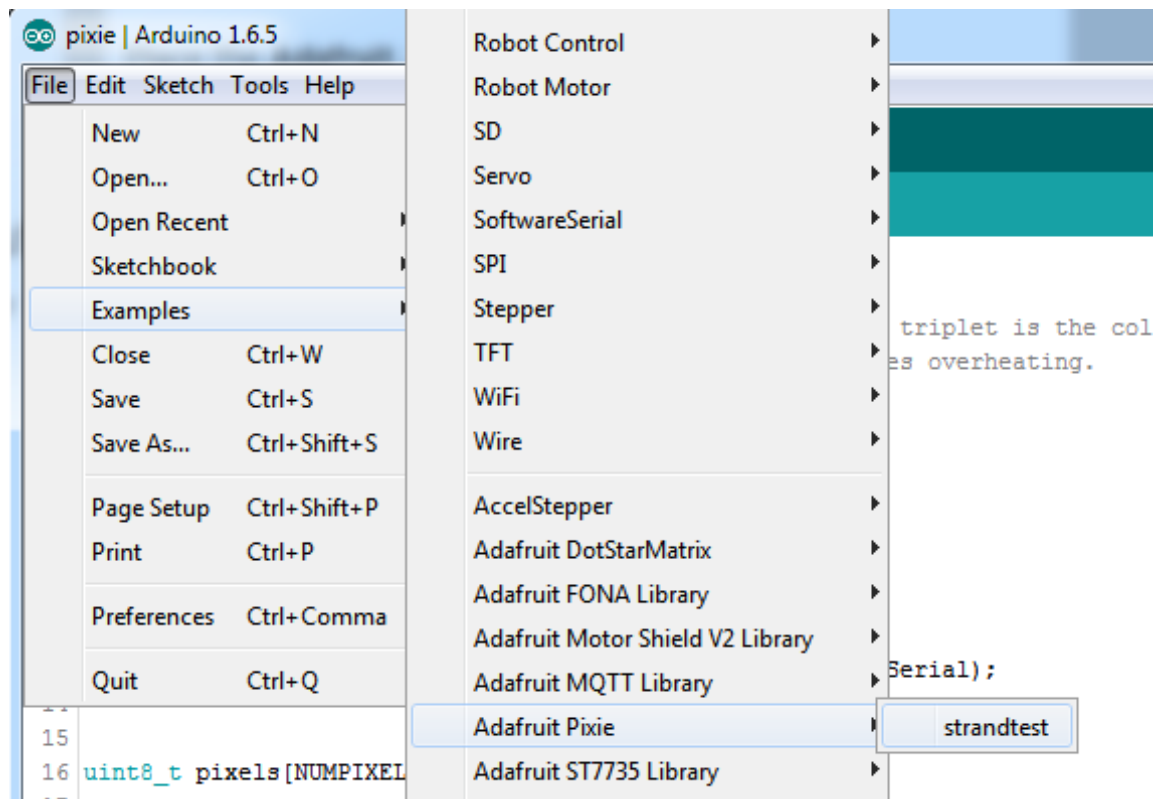 pixie | Arduino 1.6.5
File Edit Sketch Tools Help
New Ctrl+N
Open... Ctrl+O
Open Recent
Sketchbook
Examples
Close Ctrl+W
Save Ctrl+S
Save As... Ctrl+Shift+S
Page Setup Ctrl+Shift+P
Print Ctrl+P
Preferences Ctrl+Comma
Quit Ctrl+Q
Robot Control
Robot Motor
SD
Servo
SoftwareSerial
SPI
Stepper
TFT
WiFi
Wire
AccelStepper
Adafruit DotStarMatrix
Adafruit FONA Library
Adafruit Motor Shield V2 Library
Adafruit MQTT Library
Adafruit Pixie
Adafruit ST7735 Library
strandtest
triplet is the col
es overheating.
Serial);
15
16 uint8_t pixels[NUMPIXEL